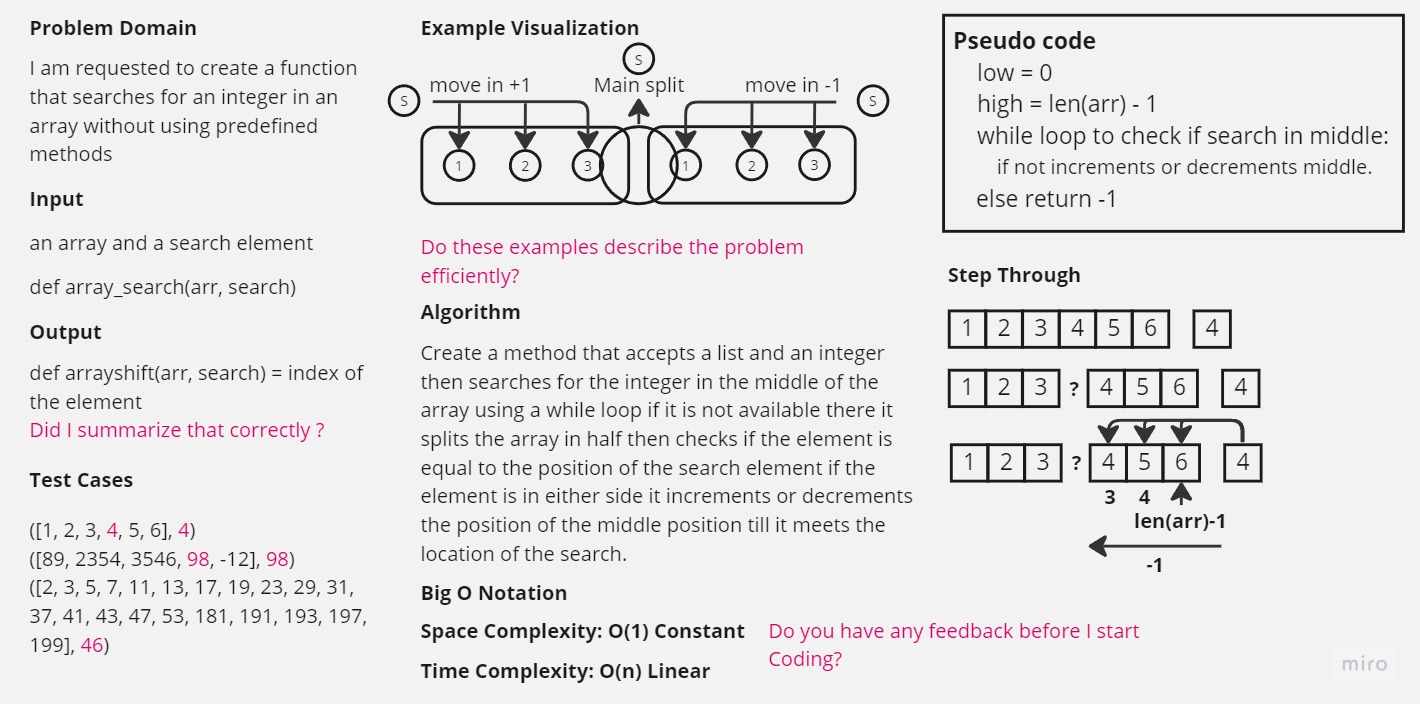 Problem Domain
I am requested to create a function
that searches for an integer in an
array without using predefined
methods
Input
an array and a search element
def array_search(arr, search)
Output
def arrayshift(arr, search) = index of
the element
Did I summarize that correctly ?
Test Cases
([1, 2, 3, 4, 5, 6], 4)
([89, 2354, 3546, 98, -12], 98)
([2, 3, 5, 7, 11, 13, 17, 19, 23, 29, 31,
37, 41, 43, 47, 53, 181, 191, 193, 197,
199], 46)
Example Visualization
S
move in +1 Main split move in -1
S S
1 2 3 1 2 3
Do these examples describe the problem
efficiently?
Algorithm
Create a method that accepts a list and an integer
then searches for the integer in the middle of the
array using a while loop if it is not available there it
splits the array in half then checks if the element is
equal to the position of the search element if the
element is in either side it increments or decrements
the position of the middle position till it meets the
location of the search.
Big O Notation
Space Complexity: O(1) Constant
Time Complexity: O(n) Linear
Do you have any feedback before I start
Coding?
Pseudo code
low = 0
high = len(arr) - 1
while loop to check if search in middle:
if not increments or decrements middle.
else return -1
Step Through
1 2 3 4 5 6 4
1 2 3 ? 4 5 6 4
1 2 3 ? 4 5 6 4
3 4
len(arr)-1
-1
miro